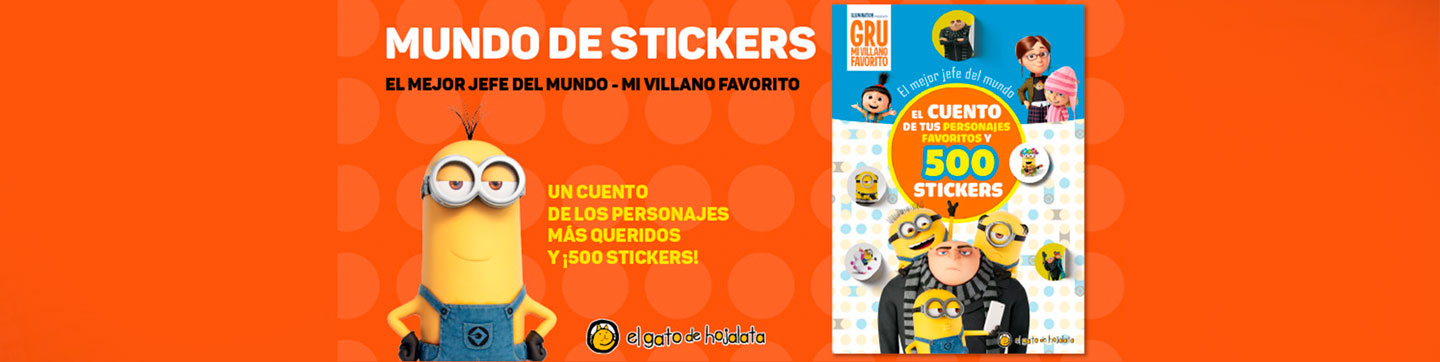 MUNDO DE STICKERS
EL MEJOR JEFE DEL MUNDO - MI VILLANO FAVORITO
UN CUENTO
DE LOS PERSONAJES
MÁS QUERIDOS
Y ¡500 STICKERS!
el gato de hojalata
ILLUMINATION
GRU
MI VILLANO
FAVORITO
El mejor jefe del mundo
EL CUENTO
DE TUS PERSONAJES
FAVORITOS Y
500
STICKERS
el gato de hojalata